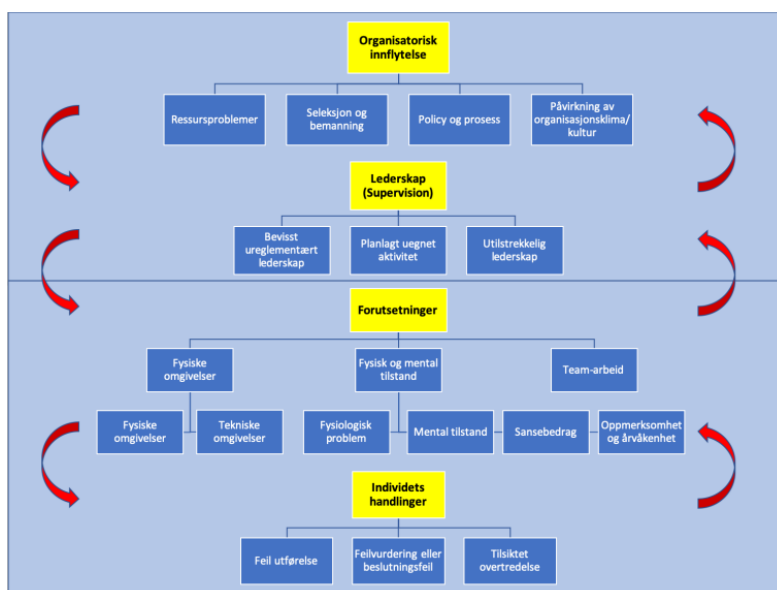 Organisatorisk
innflytelse
Ressursproblemer
Seleksjon og
bemanning
Policy og prosess
Påvirkning av
organisasjonsklima/
kultur
Lederskap
(Supervision)
Bevisst
ureglementært
lederskap
Planlagt uegnet
aktivitet
Utilstrekkelig
lederskap
Forutsetninger
Fysiske
omgivelser
Fysisk og mental
tilstand
Team-arbeid
Fysiske
omgivelser
Tekniske
omgivelser
Fysiologisk
problem
Mental tilstand
Sansebedrag
Oppmerksomhet
og årvåkenhet
Individets
handlinger
Feil utførelse
Feilvurdering eller
beslutningsfeil
Tilsiktet
overtredelse